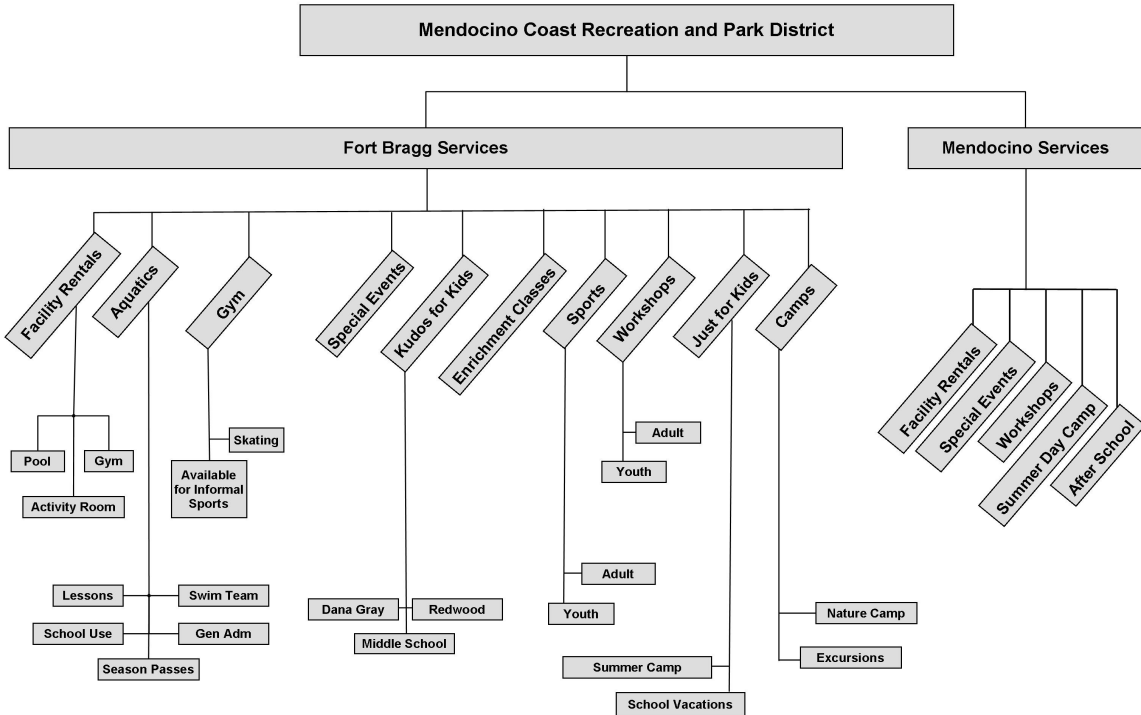 Mendocino Coast Recreation and Park District
Fort Bragg Services
Mendocino Services
Facility Rentals
Aquatics
Gym
Special Events
Kudos for Kids
Enrichment Classes
Sports
Workshops
Just for Kids
Camps
Facility Rentals
Special Events
Workshops
Summer Day Camp
After School
Pool
Gym
Activity Room
Skating
Available
for Informal
Sports
Adult
Youth
Lessons
Swim Team
School Use
Gen Adm
Season Passes
Dana Gray
Redwood
Middle School
Adult
Youth
Summer Camp
School Vacations
Nature Camp
Excursions